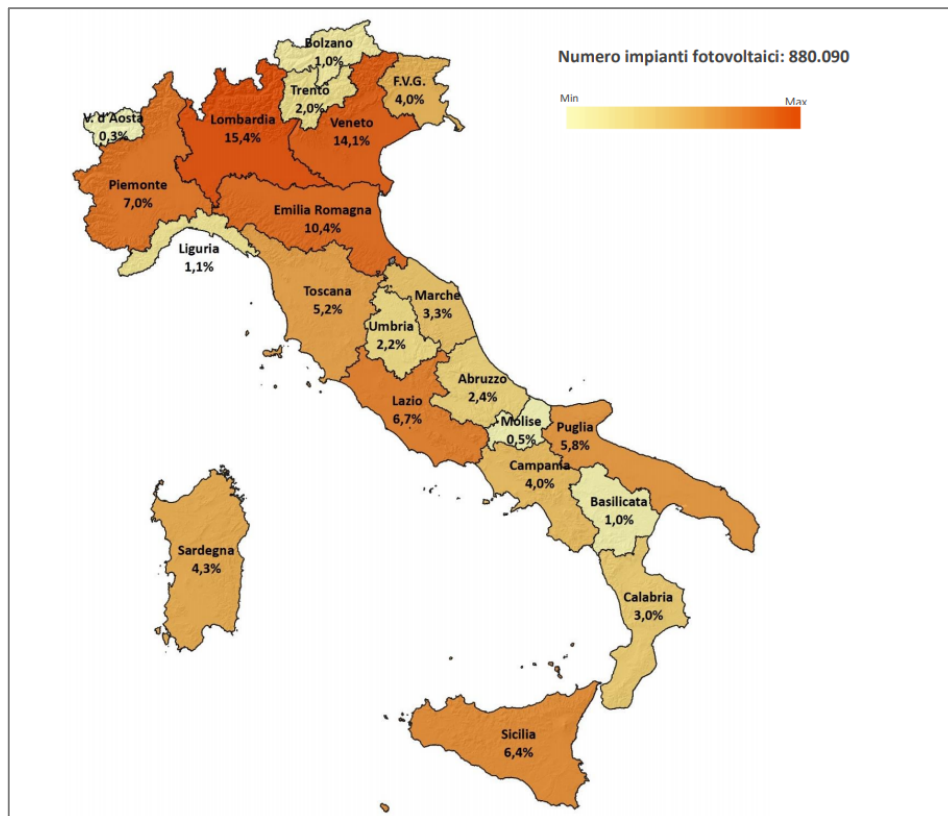 Numero impianti fotovoltaici: 880.090
Min
Max
Bolzano
1,0%
Trento
2,0%
F.V.G.
4,0%
V. d'Aosta
0,3%
Lombardia
15,4%
Veneto
14,1%
Piemonte
7,0%
Emilia Romagna
10,4%
Liguria
1,1%
Toscana
5,2%
Marche
3,3%
Umbria
2,2%
Abruzzo
2,4%
Lazio
6,7%
Molise
0,5%
Puglia
5,8%
Campania
4,0%
Basilicata
1,0%
Sardegna
4,3%
Calabria
3,0%
Sicilia
6,4%